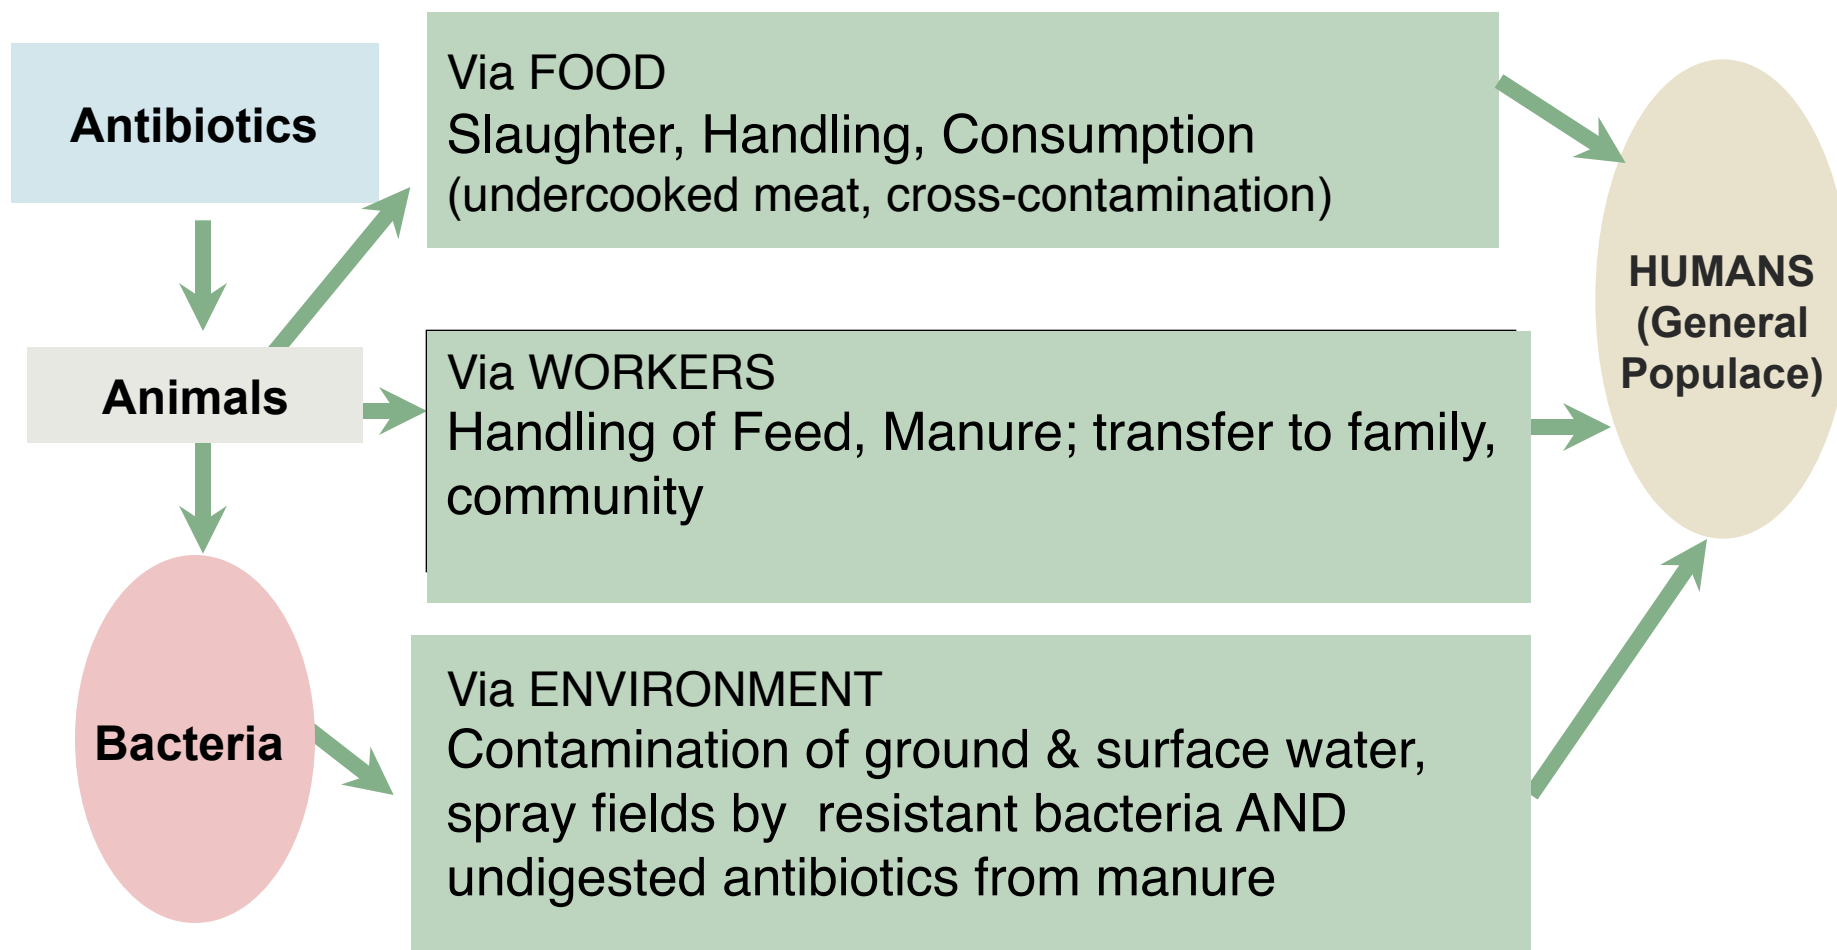 Antibiotics
Via FOOD
Slaughter, Handling, Consumption
(undercooked meat, cross-contamination)
HUMANS
(General
Populace)
Animals
Via WORKERS
Handling of Feed, Manure; transfer to family,
community
Bacteria
Via ENVIRONMENT
Contamination of ground & surface water,
spray fields by  resistant bacteria AND
undigested antibiotics from manure